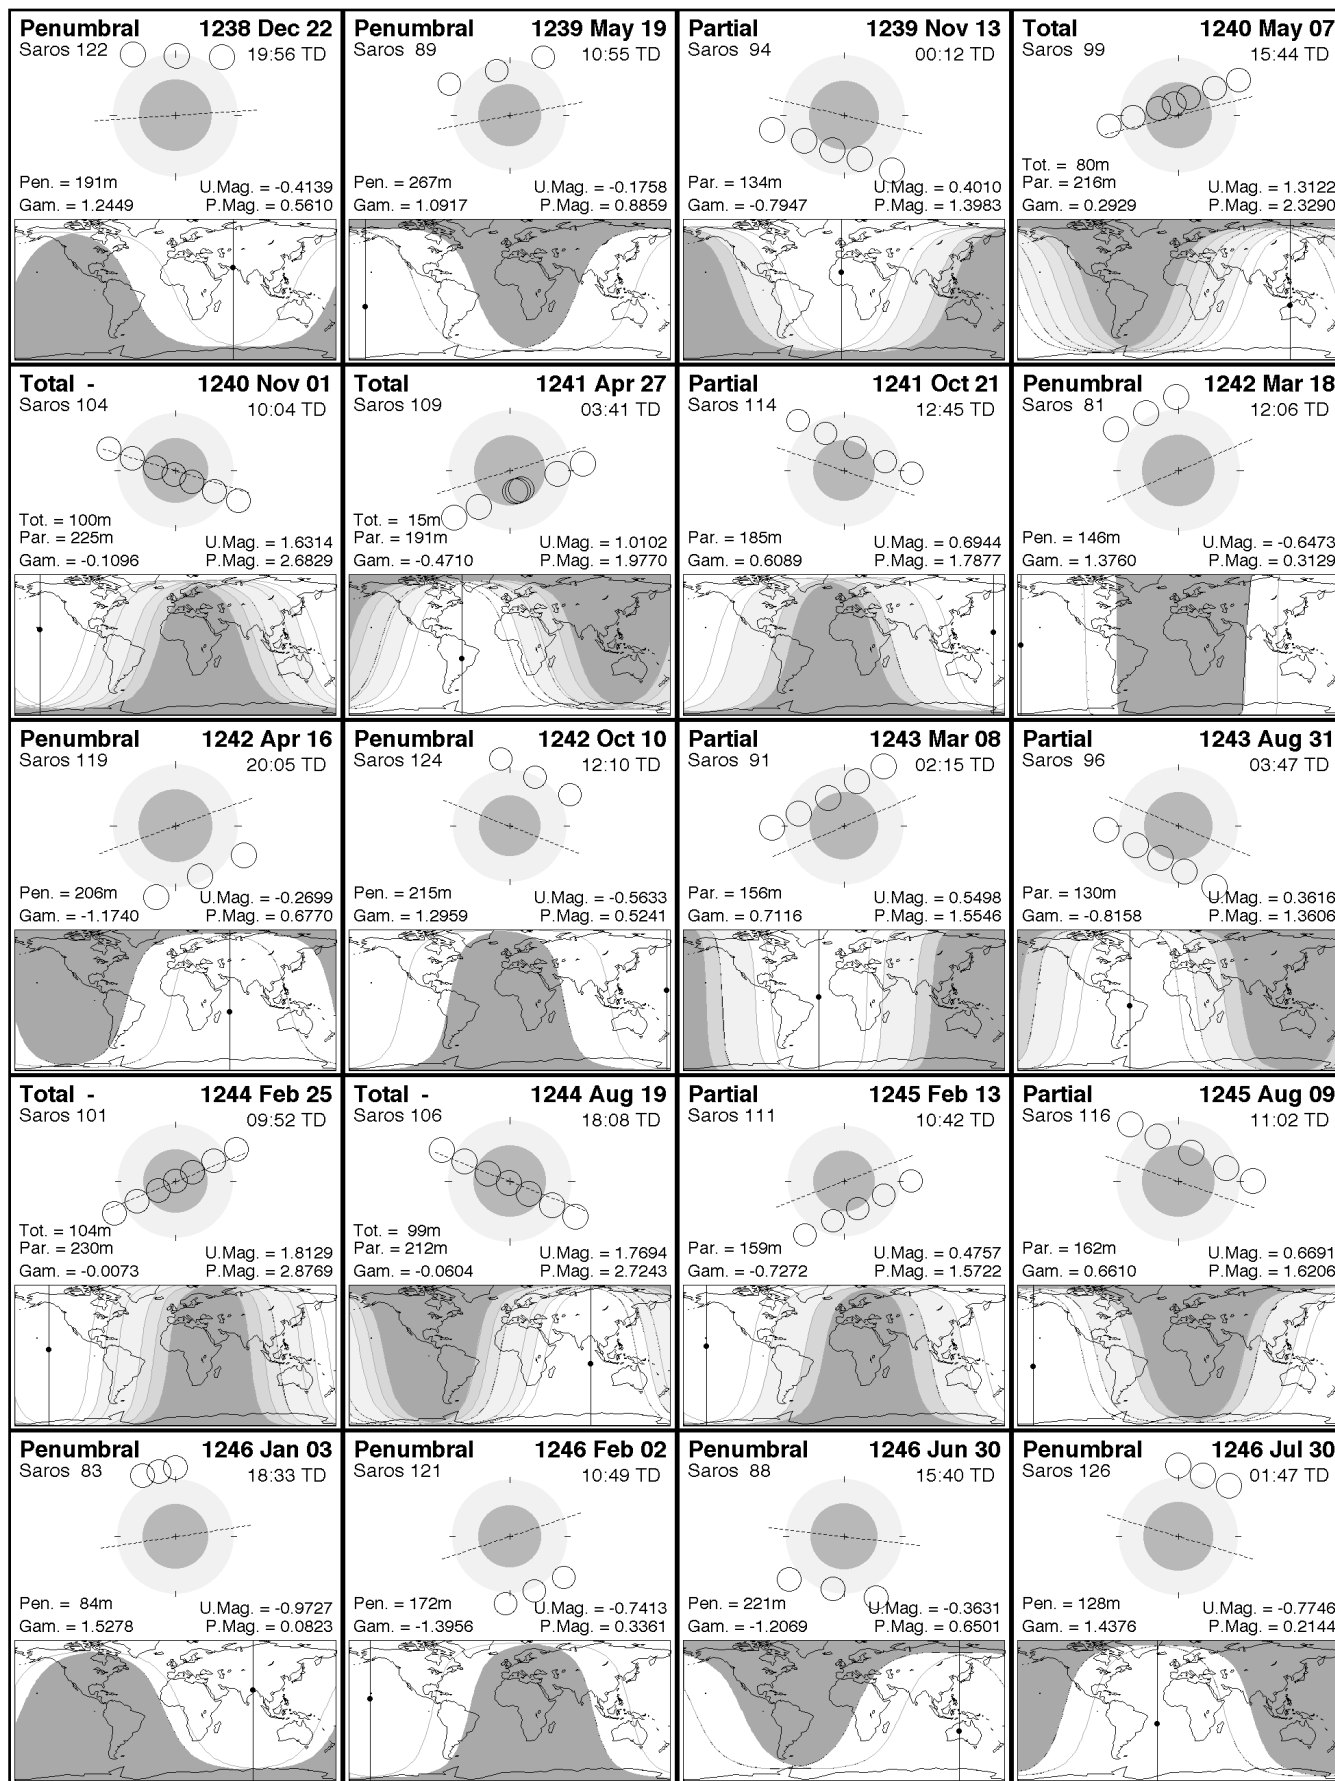 Penumbral 1238 Dec 22
Saros 122 19:56 TD
Pen. = 191m U.Mag. = -0.4139
Gam. = 1.2449 P.Mag. = 0.5610
Penumbral 1239 May 19
Saros 89 10:55 TD
Pen. = 267m U.Mag. = -0.1758
Gam. = 1.0917 P.Mag. = 0.8859
Partial 1239 Nov 13
Saros 94 00:12 TD
Par. = 134m U.Mag. = 0.4010
Gam. = -0.7947 P.Mag. = 1.3983
Total 1240 May 07
Saros 99 15:44 TD
Tot. = 80m
Par. = 216m U.Mag. = 1.3122
Gam. = 0.2929 P.Mag. = 2.3290
Total - 1240 Nov 01
Saros 104 10:04 TD
Tot. = 100m
Par. = 225m U.Mag. = 1.6314
Gam. = -0.1096 P.Mag. = 2.6829
Total 1241 Apr 27
Saros 109 03:41 TD
Tot. = 15m
Par. = 191m U.Mag. = 1.0102
Gam. = -0.4710 P.Mag. = 1.9770
Partial 1241 Oct 21
Saros 114 12:45 TD
Par. = 185m U.Mag. = 0.6944
Gam. = 0.6089 P.Mag. = 1.7877
Penumbral 1242 Mar 18
Saros 81 12:06 TD
Pen. = 146m U.Mag. = -0.6473
Gam. = 1.3760 P.Mag. = 0.3129
Penumbral 1242 Apr 16
Saros 119 20:05 TD
Pen. = 206m U.Mag. = -0.2699
Gam. = -1.1740 P.Mag. = 0.6770
Penumbral 1242 Oct 10
Saros 124 12:10 TD
Pen. = 215m U.Mag. = -0.5633
Gam. = 1.2959 P.Mag. = 0.5241
Partial 1243 Mar 08
Saros 91 02:15 TD
Par. = 156m U.Mag. = 0.5498
Gam. = 0.7116 P.Mag. = 1.5546
Partial 1243 Aug 31
Saros 96 03:47 TD
Par. = 130m U.Mag. = 0.3616
Gam. = -0.8158 P.Mag. = 1.3606
Total - 1244 Feb 25
Saros 101 09:52 TD
Tot. = 104m
Par. = 230m U.Mag. = 1.8129
Gam. = -0.0073 P.Mag. = 2.8769
Total - 1244 Aug 19
Saros 106 18:08 TD
Tot. = 99m
Par. = 212m U.Mag. = 1.7694
Gam. = -0.0604 P.Mag. = 2.7243
Partial 1245 Feb 13
Saros 111 10:42 TD
Par. = 159m U.Mag. = 0.4757
Gam. = -0.7272 P.Mag. = 1.5722
Partial 1245 Aug 09
Saros 116 11:02 TD
Par. = 162m U.Mag. = 0.6691
Gam. = 0.6610 P.Mag. = 1.6206
Penumbral 1246 Jan 03
Saros 83 18:33 TD
Pen. = 84m U.Mag. = -0.9727
Gam. = 1.5278 P.Mag. = 0.0823
Penumbral 1246 Feb 02
Saros 121 10:49 TD
Pen. = 172m U.Mag. = -0.7413
Gam. = -1.3956 P.Mag. = 0.3361
Penumbral 1246 Jun 30
Saros 88 15:40 TD
Pen. = 221m U.Mag. = -0.3631
Gam. = -1.2069 P.Mag. = 0.6501
Penumbral 1246 Jul 30
Saros 126 01:47 TD
Pen. = 128m U.Mag. = -0.7746
Gam. = 1.4376 P.Mag. = 0.2144